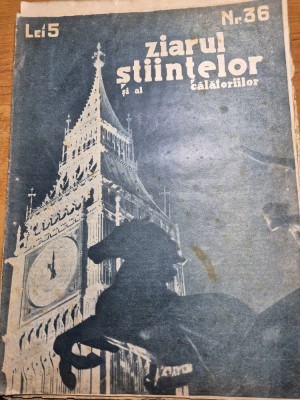 Lei 5
Nr. 36
ziarul
științelor
și al călătoriilor